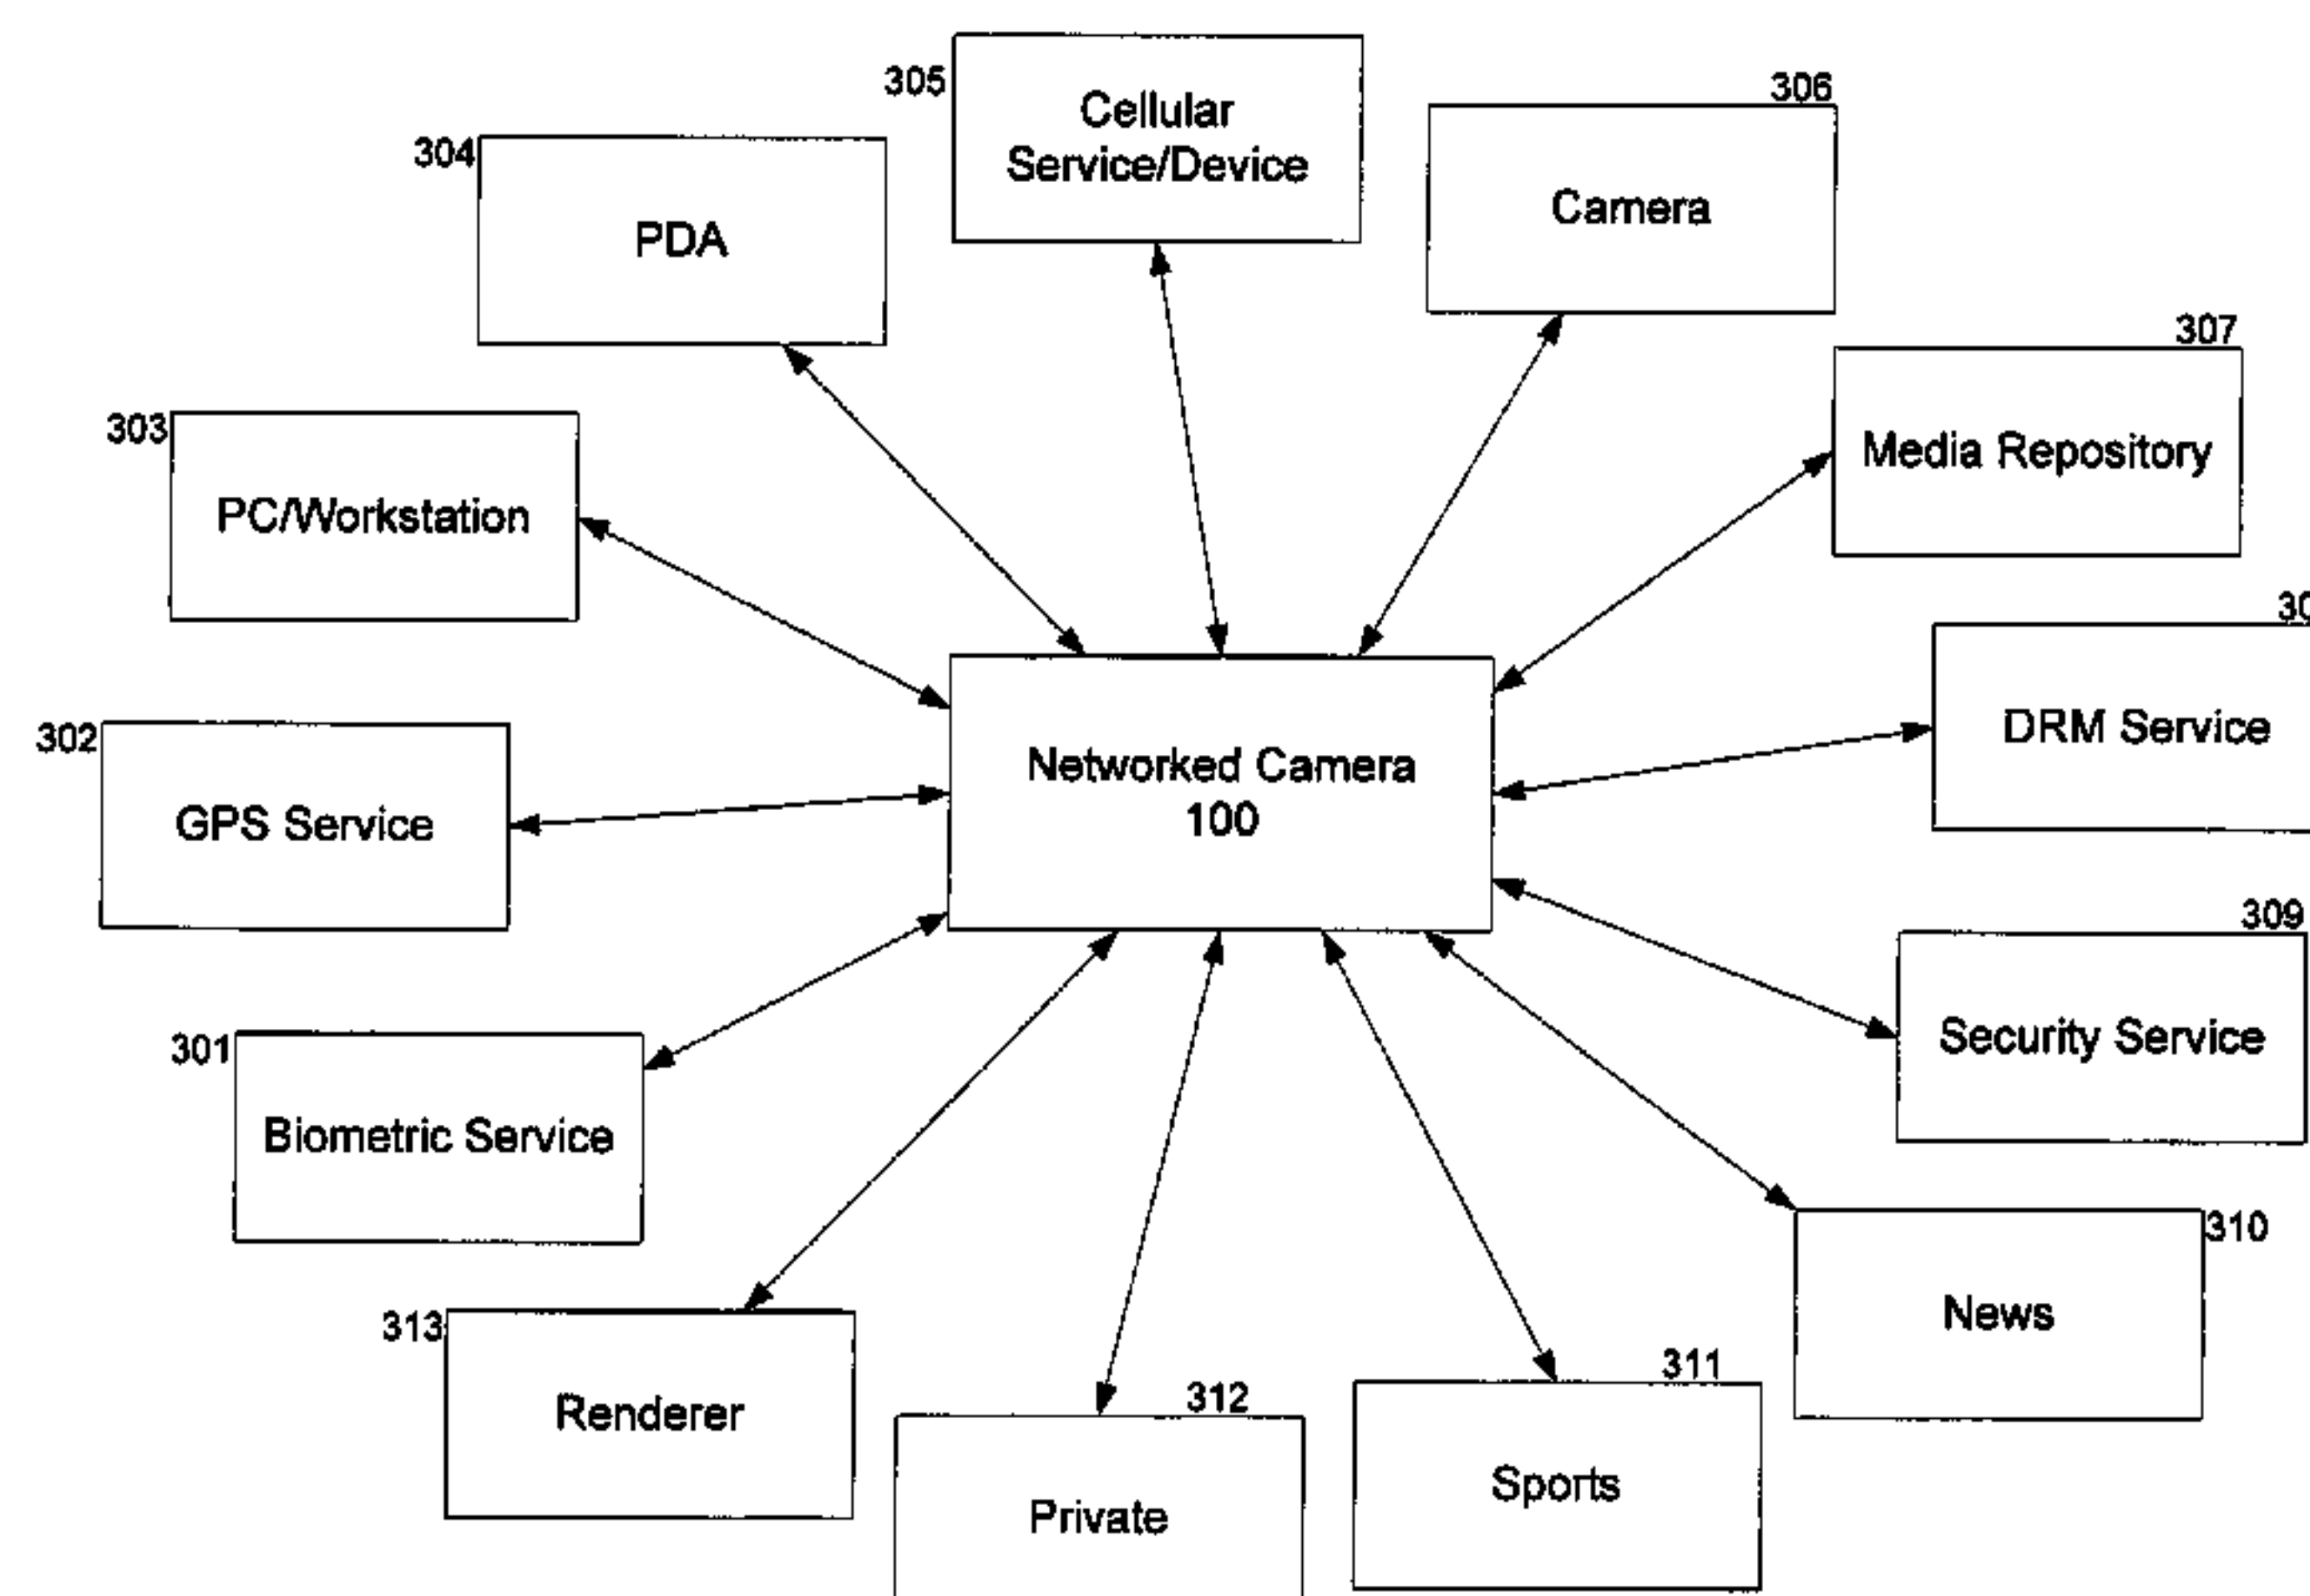 305
Cellular
Service/Device
306
Camera
304
PDA
307
Media Repository
303
PC/Workstation
30
DRM Service
302
GPS Service
Networked Camera
100
309
Security Service
301
Biometric Service
310
News
313
Renderer
312
Private
311
Sports